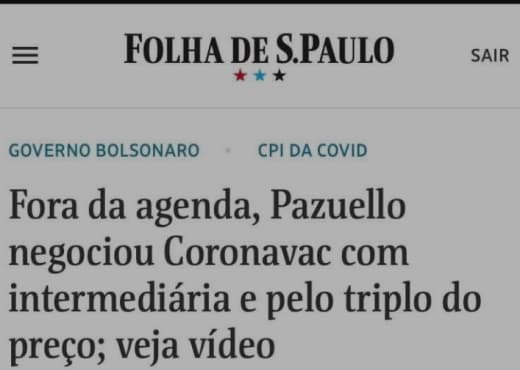 FOLHA DE S.PAULO
SAIR
GOVERNO BOLSONARO • CPI DA COVID
Fora da agenda, Pazuello
negociou Coronavac com
intermediária e pelo triplo do
preço; veja vídeo